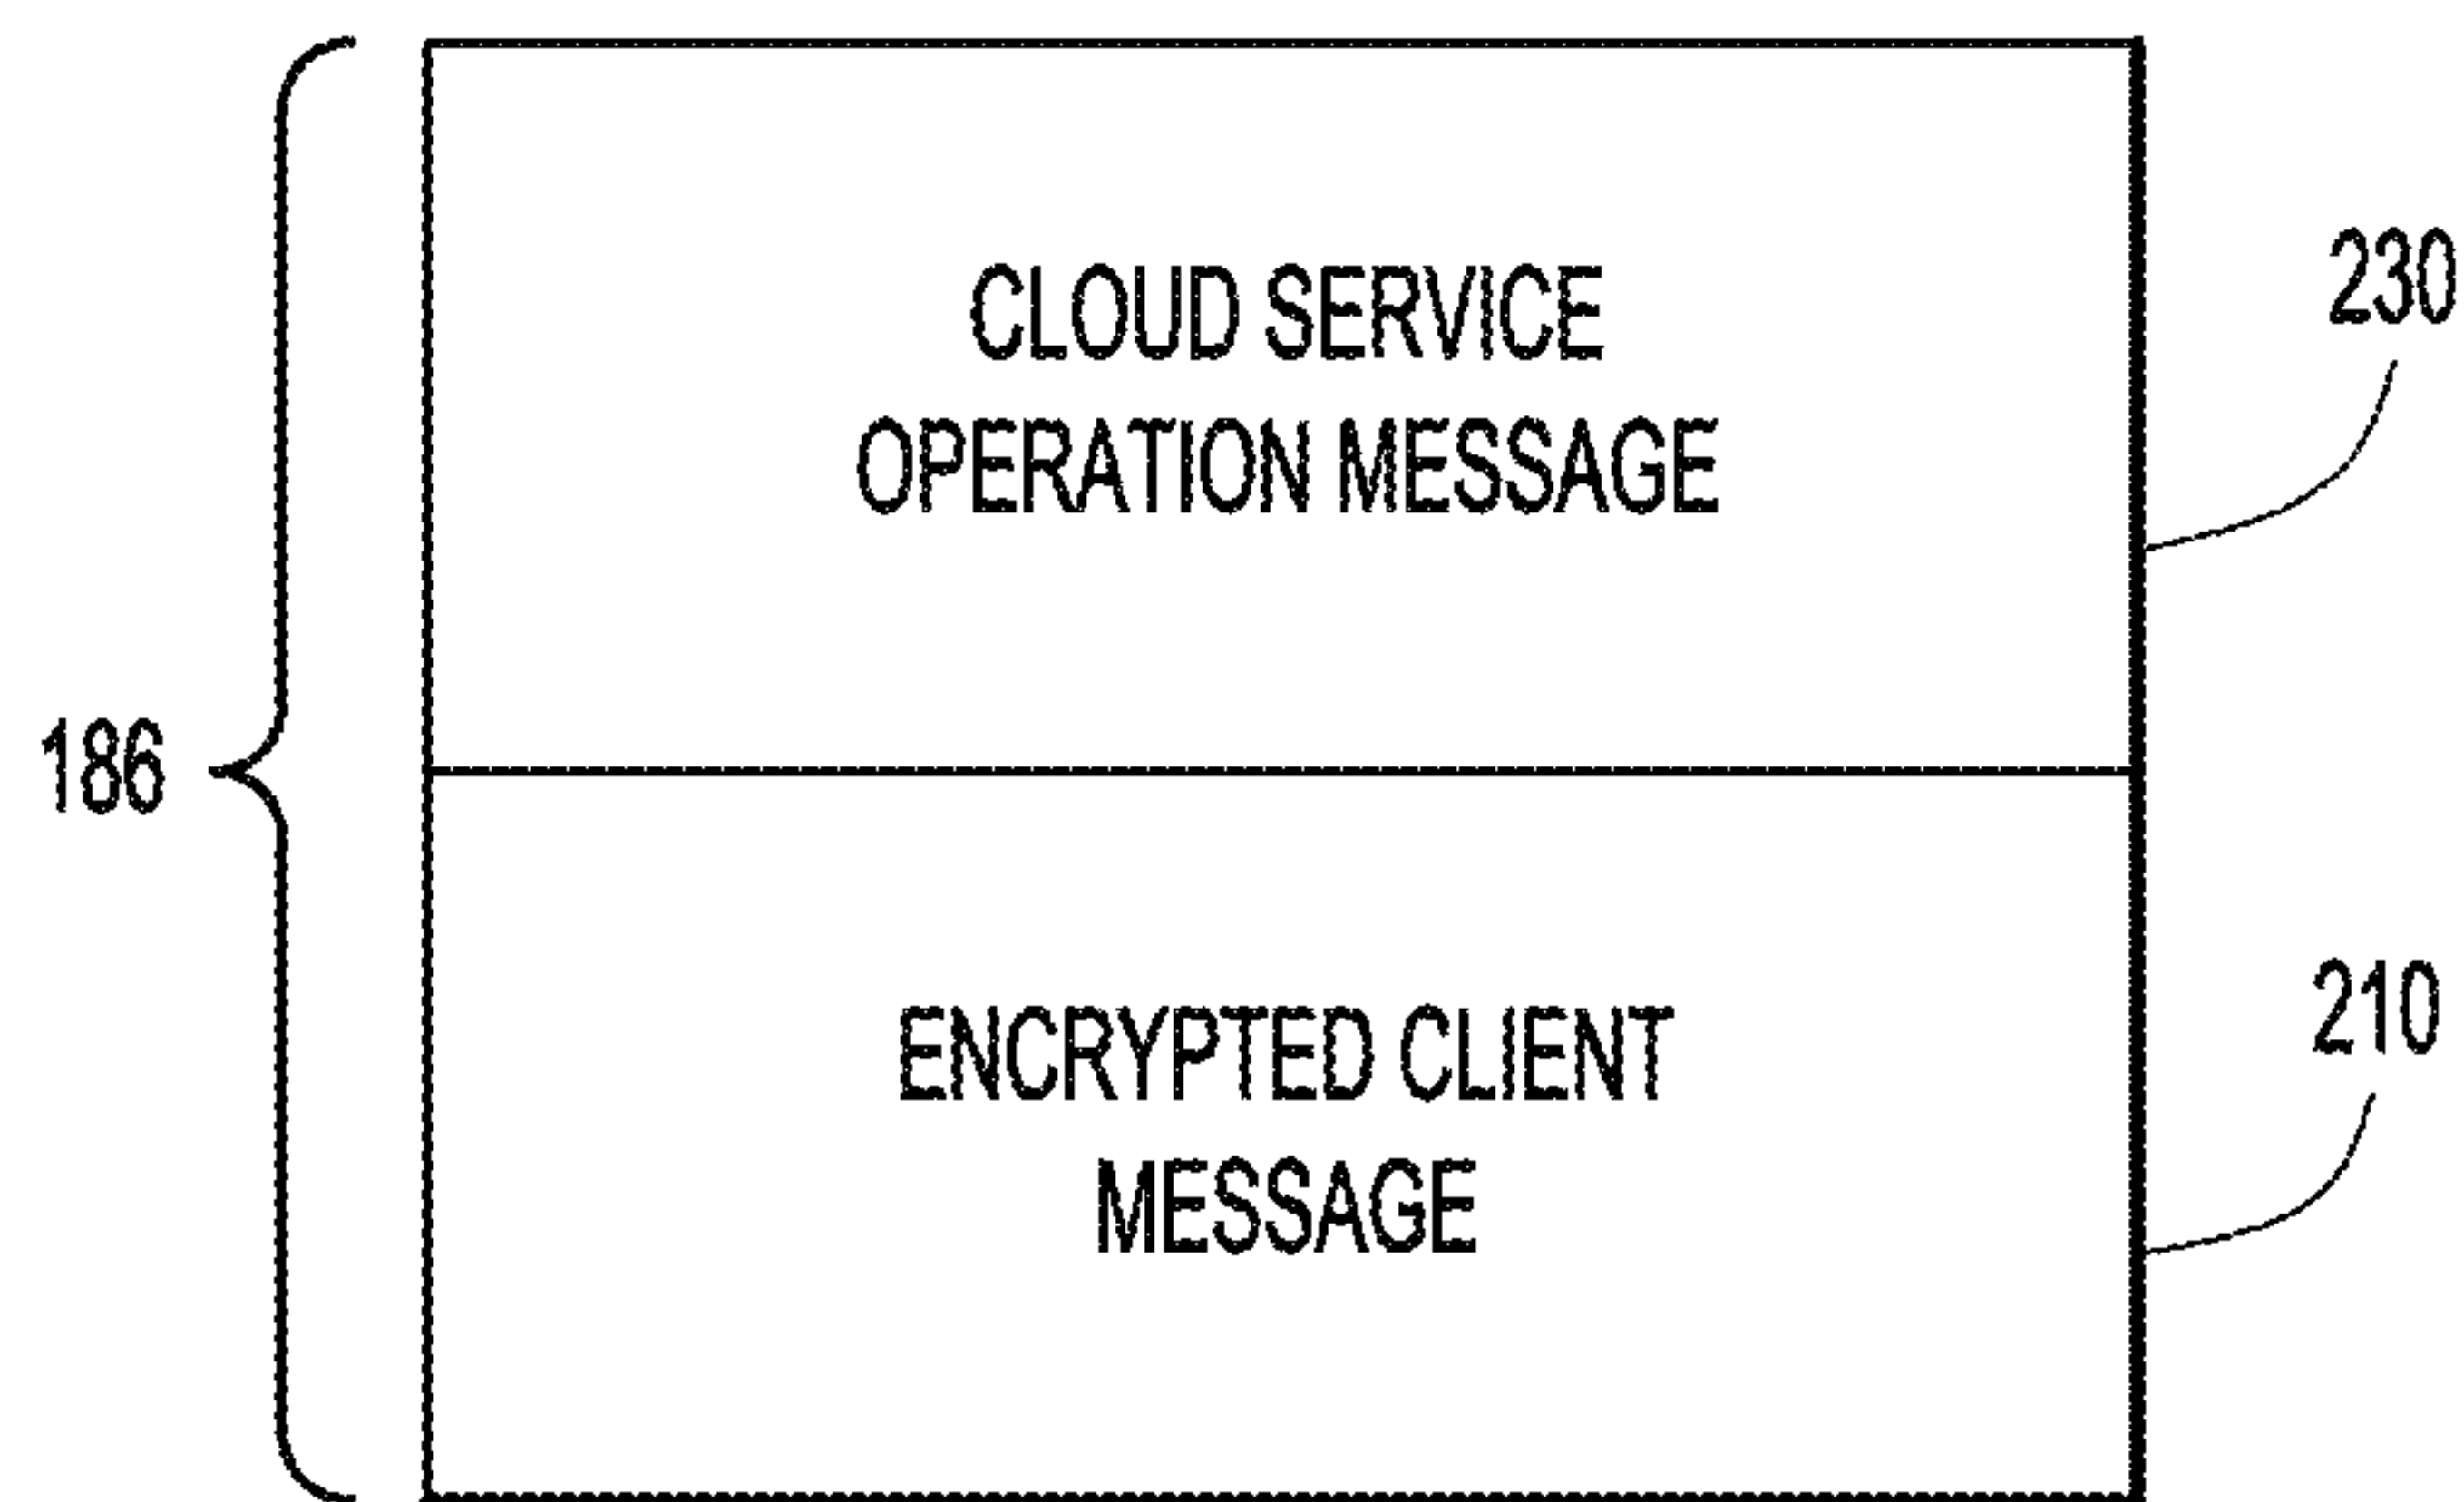 CLOUD SERVICE
OPERATION MESSAGE
230
186
ENCRYPTED CLIENT
MESSAGE
210